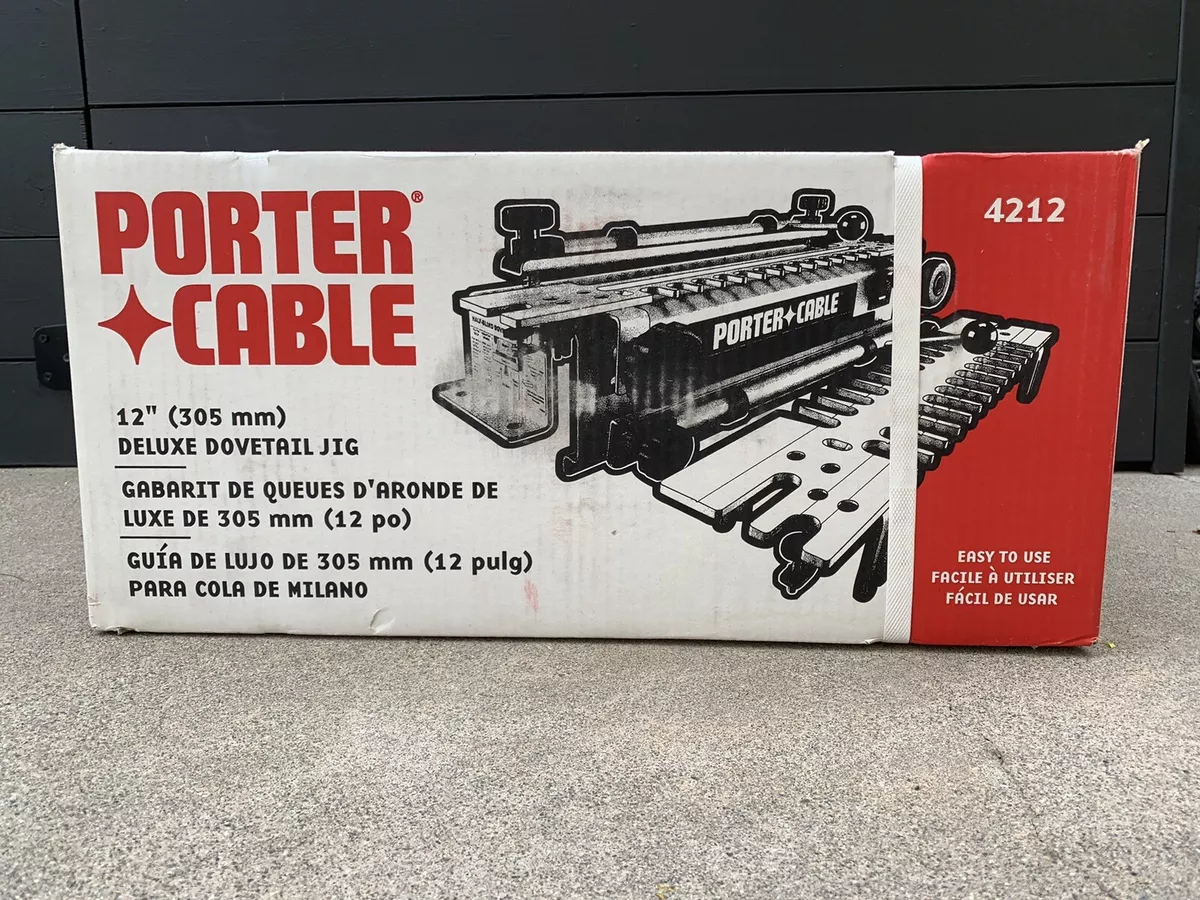 PORTER®
CABLE
12" (305 mm)
DELUXE DOVETAIL JIG
GABARIT DE QUEUES D'ARONDE DE
LUXE DE 305 mm (12 po)
GUÍA DE LUJO DE 305 mm (12 pulg)
PARA COLA DE MILANO
PORTER CABLE
4212
EASY TO USE
FACILE À UTILISER
FÁCIL DE USAR